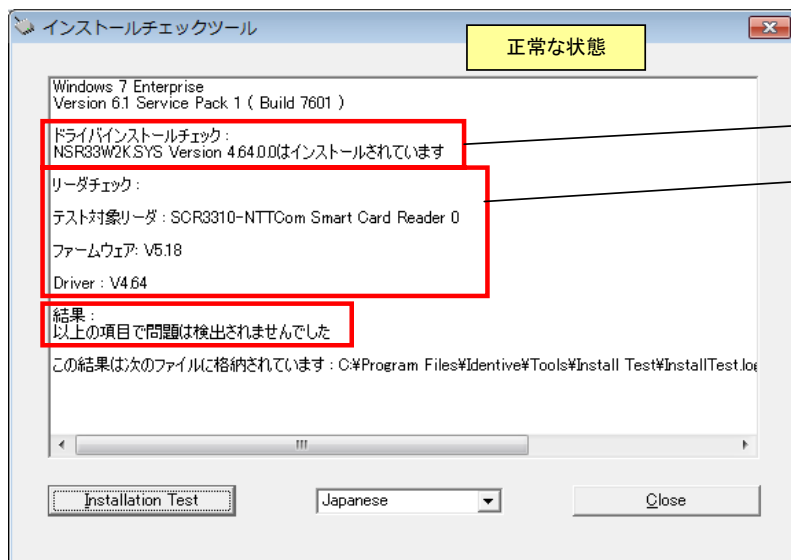 インストールチェックツール
正常な状態
Windows 7 Enterprise
Version 6.1 Service Pack 1 ( Build 7601 )
ドライバインストールチェック :
NSR33W2K.SYS Version 4.64.0.0はインストールされています
リーダチェック :
テスト対象リーダ : SCR3310-NTTCom Smart Card Reader 0
ファームウェア: V5.18
Driver : V4.64
結果 :
以上の項目で問題は検出されませんでした
この結果は次のファイルに格納されています : C:¥Program Files¥Identive¥Tools¥Install Test¥InstallTest.log
Installation Test
Japanese
Close